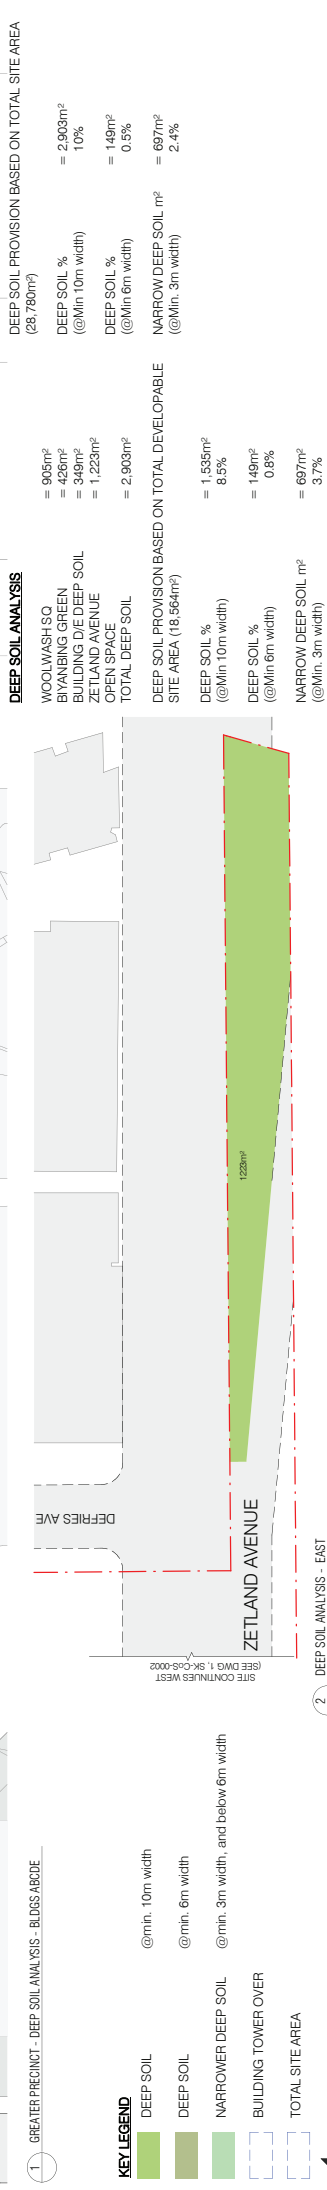 1
GREATER PRECINCT - DEEP SOIL ANALYSIS - BLDGS ABCDE
KEY LEGEND
DEEP SOIL @min. 10m width
DEEP SOIL @min. 6m width
NARROWER DEEP SOIL @min. 3m width, and below 6m width
BUILDING TOWER OVER
TOTAL SITE AREA
DEFRIES AVE
ZETLAND AVENUE
1223m²
SITE CONTINUES WEST
(SEE DWG 1, SK-CoS-0002
2
DEEP SOIL ANALYSIS - EAST
DEEP SOIL ANALYSIS
WOOLWASH SQ = 905m²
BIYANBING GREEN = 426m²
BUILDING D/E DEEP SOIL = 349m²
ZETLAND AVENUE = 1,223m²
OPEN SPACE
TOTAL DEEP SOIL = 2,903m²
DEEP SOIL PROVISION BASED ON TOTAL DEVELOPABLE
SITE AREA (18,564m²)
DEEP SOIL % = 1,535m²
(@Min 10m width) 8.5%
DEEP SOIL % = 149m²
(@Min 6m width) 0.8%
NARROW DEEP SOIL m² = 697m²
(@Min. 3m width) 3.7%
DEEP SOIL PROVISION BASED ON TOTAL SITE AREA
(28,780m²)
DEEP SOIL % = 2,903m²
(@Min 10m width) 10%
DEEP SOIL % = 149m²
(@Min 6m width) 0.5%
NARROW DEEP SOIL m² = 697m²
(@Min. 3m width) 2.4%